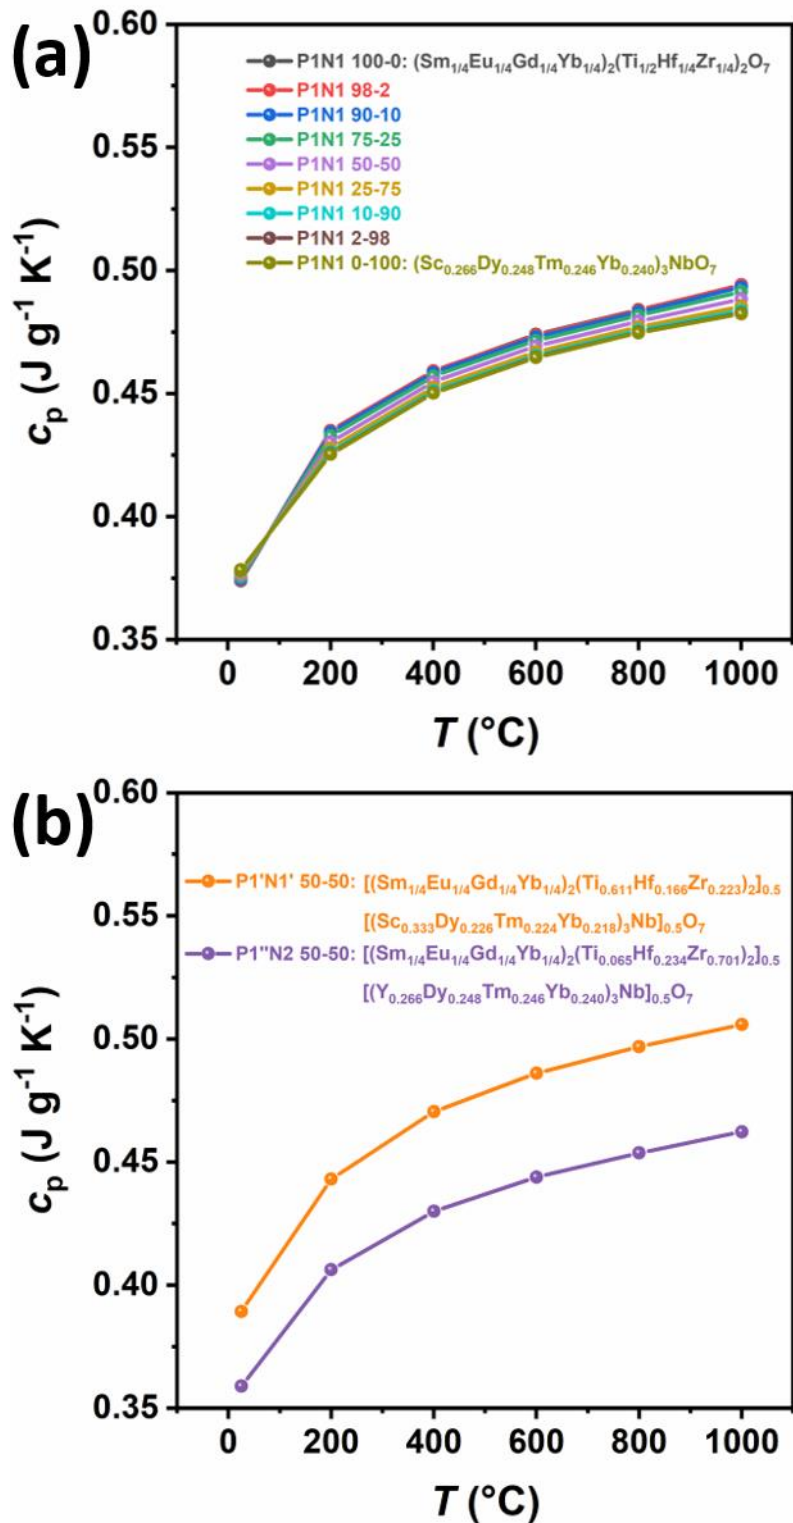 (a)
0.60
0.55
0.50
0.45
0.40
0.35
c_p (J g⁻¹ K⁻¹)
P1N1 100-0: (Sm₁/₄Eu₁/₄Gd₁/₄Yb₁/₄)₂(Ti₁/₂Hf₁/₄Zr₁/₄)₂O₇
P1N1 98-2
P1N1 90-10
P1N1 75-25
P1N1 50-50
P1N1 25-75
P1N1 10-90
P1N1 2-98
P1N1 0-100: (Sc₀.₂₆₆Dy₀.₂₄₈Tm₀.₂₄₆Yb₀.₂₄₀)₃NbO₇
0 200 400 600 800 1000
T (°C)
(b)
0.60
0.55
0.50
0.45
0.40
0.35
c_p (J g⁻¹ K⁻¹)
P1'N1' 50-50: [(Sm₁/₄Eu₁/₄Gd₁/₄Yb₁/₄)₂(Ti₀.₆₁₁Hf₀.₁₆₆Zr₀.₂₂₃)₂]₀.₅
[(Sc₀.₃₃₃Dy₀.₂₂₆Tm₀.₂₂₄Yb₀.₂₁₈)₃Nb]₀.₅O₇
P1"N2 50-50: [(Sm₁/₄Eu₁/₄Gd₁/₄Yb₁/₄)₂(Ti₀.₀₆₅Hf₀.₂₃₄Zr₀.₇₀₁)₂]₀.₅
[(Y₀.₂₆₆Dy₀.₂₄₈Tm₀.₂₄₆Yb₀.₂₄₀)₃Nb]₀.₅O₇
0 200 400 600 800 1000
T (°C)